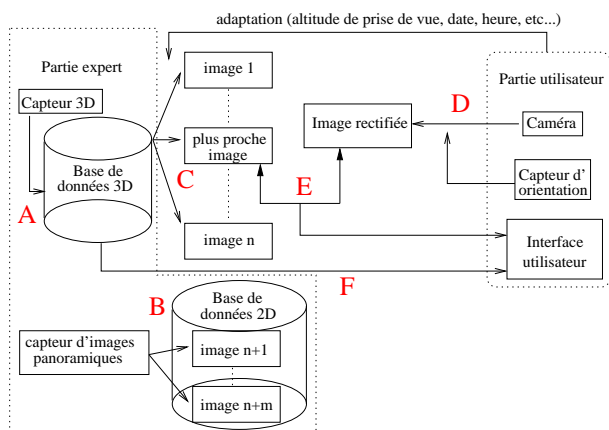 adaptation (altitude de prise de vue, date, heure, etc...)
Partie expert
Capteur 3D
Base de
données 3D
A
image 1
plus proche
image
C
image n
Image rectifiée
E
D
Partie utilisateur
Caméra
Capteur d'
orientation
Interface
utilisateur
F
B
Base de
données 2D
capteur d'images
panoramiques
image n+1
image n+m